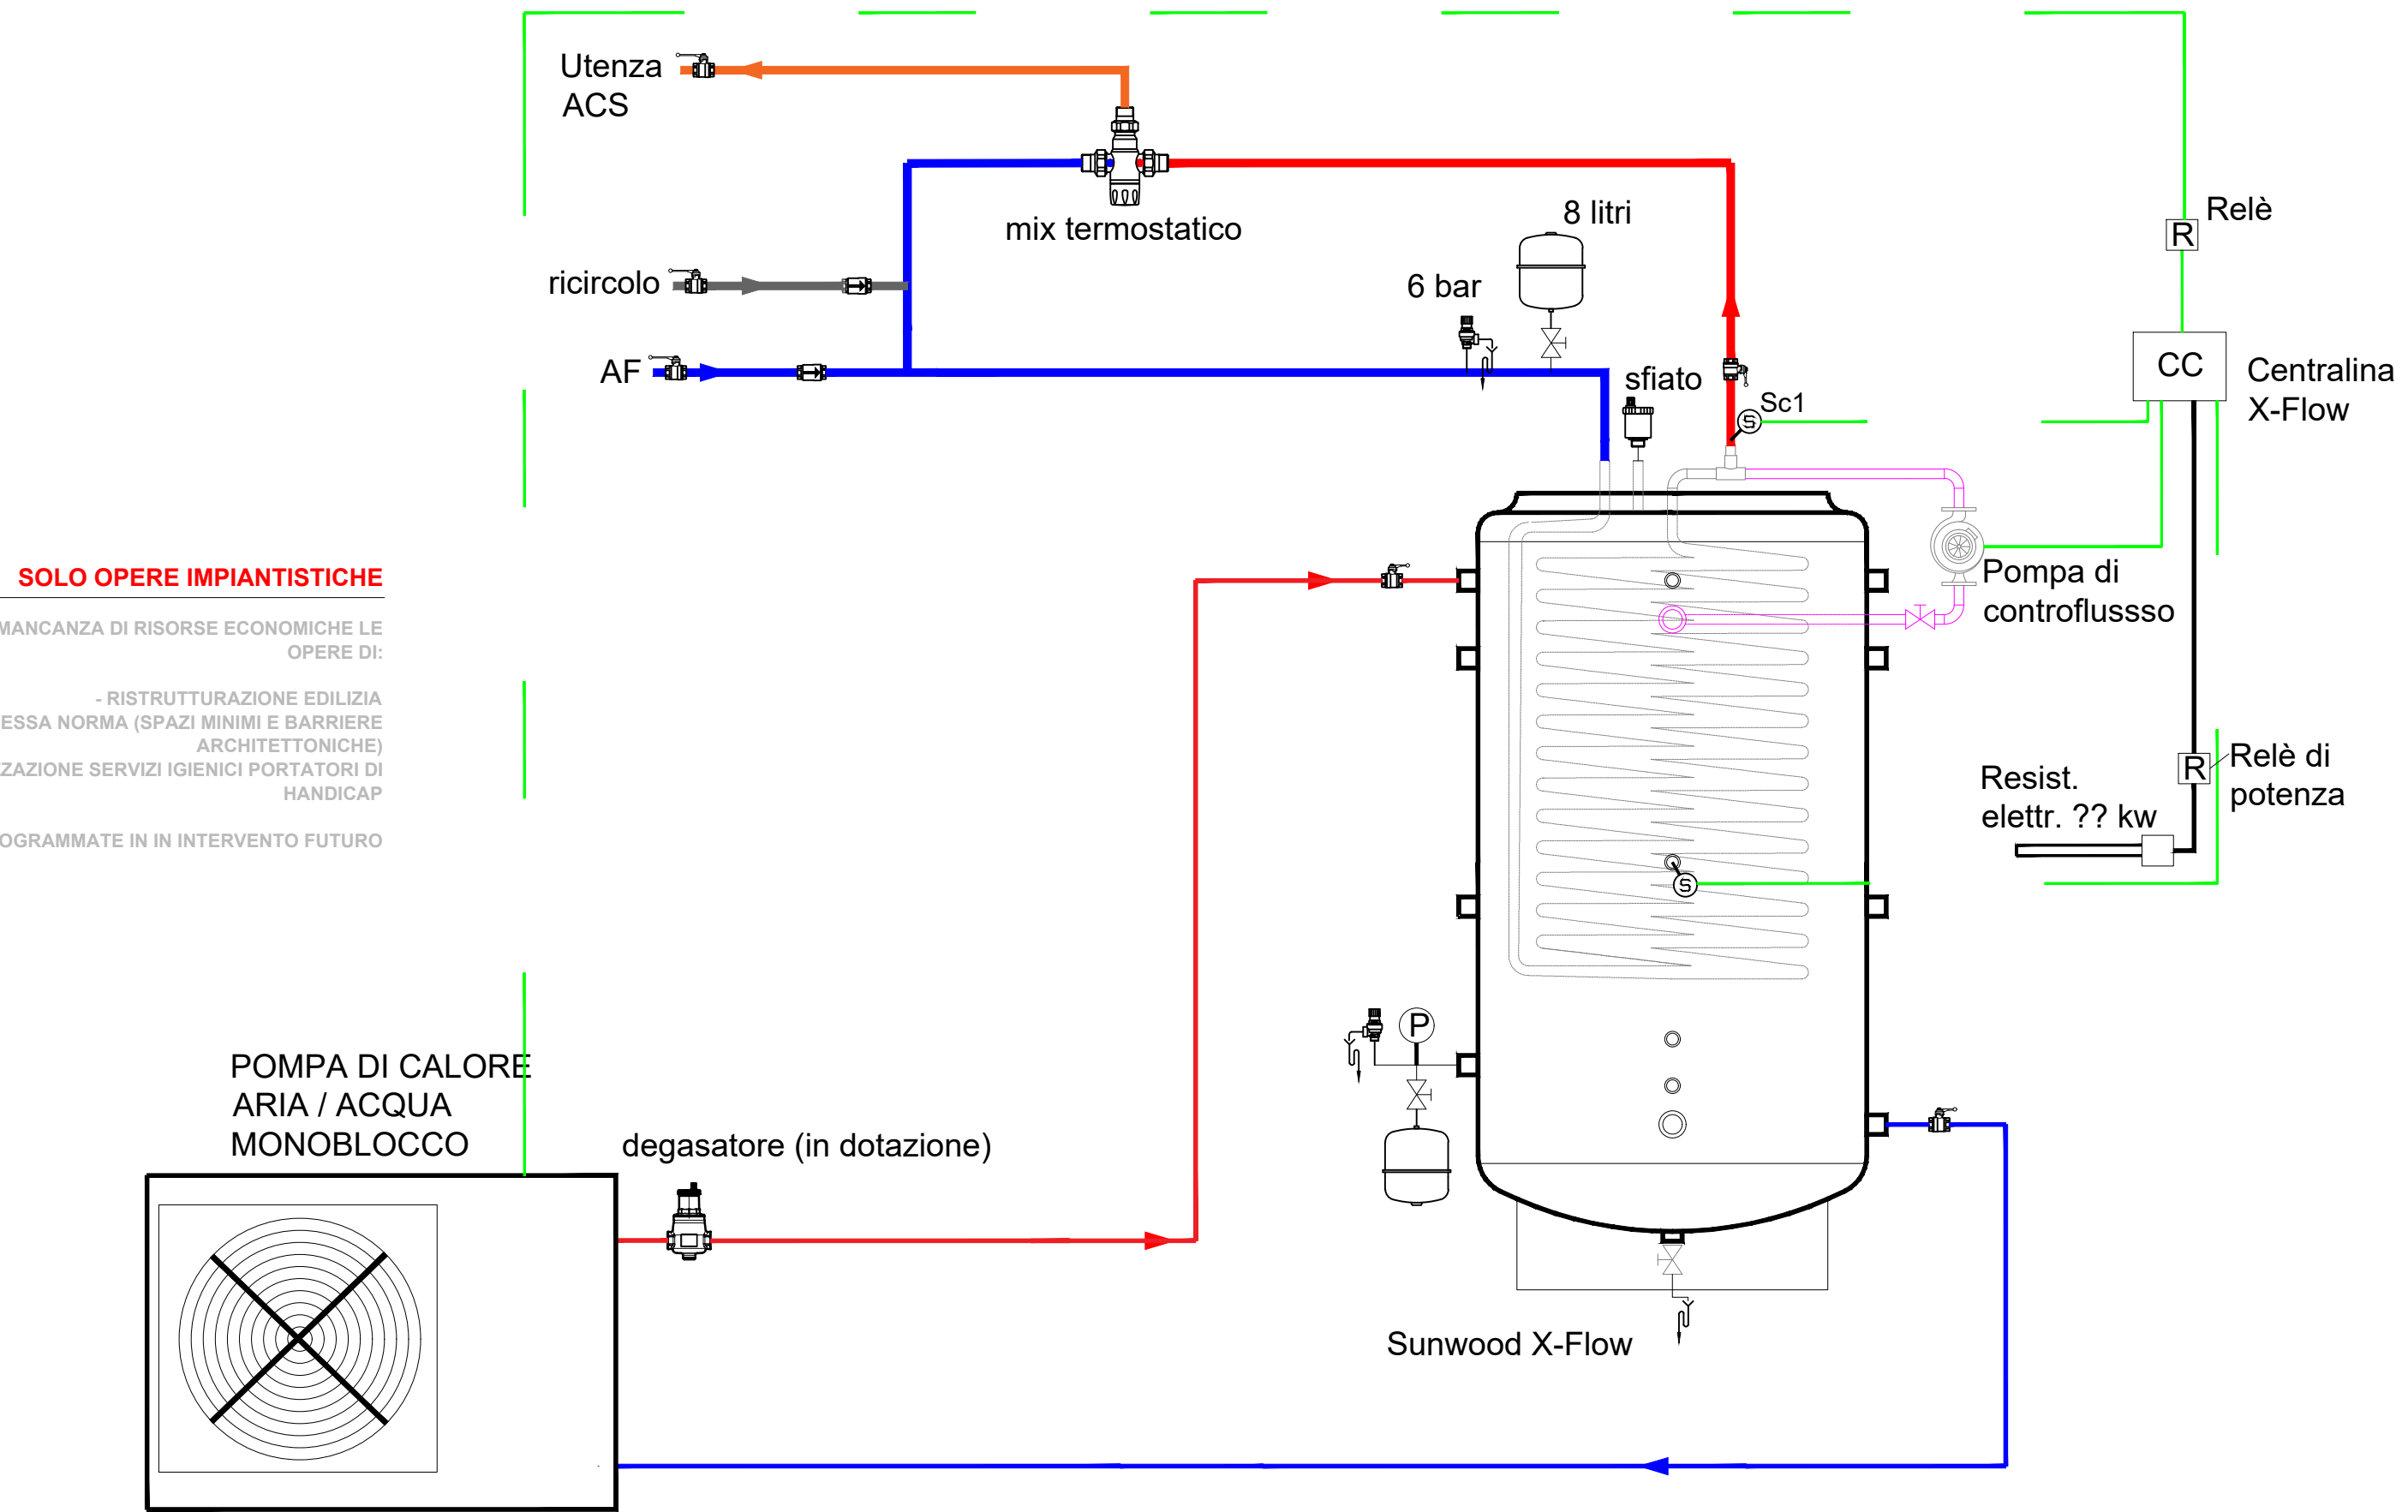 Utenza
ACS
mix termostatico
8 litri
Relè
R
ricircolo
6 bar
AF
sfiato
Sc1
CC
Centralina
X-Flow
S
SOLO OPERE IMPIANTISTICHE
MANCANZA DI RISORSE ECONOMICHE LE
OPERE DI:
- RISTRUTTURAZIONE EDILIZIA
ESSA NORMA (SPAZI MINIMI E BARRIERE
ARCHITETTONICHE)
ZAZIONE SERVIZI IGIENICI PORTATORI DI
HANDICAP
OGRAMMATE IN IN INTERVENTO FUTURO
Pompa di
controflussso
R
Relè di
potenza
Resist.
elettr. ?? kw
S
P
POMPA DI CALORE
ARIA / ACQUA
MONOBLOCCO
degasatore (in dotazione)
Sunwood X-Flow